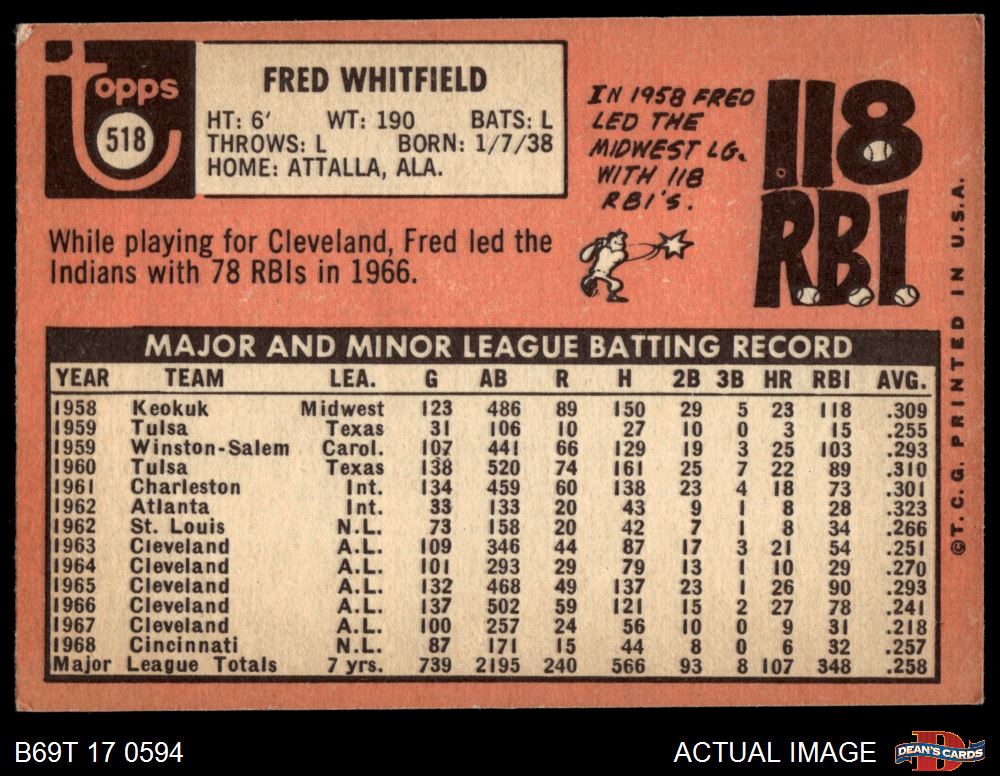 Topps
518
FRED WHITFIELD
HT: 6' WT: 190 BATS: L
THROWS: L BORN: 1/7/38
HOME: ATTALLA, ALA.
While playing for Cleveland, Fred led the
Indians with 78 RBIs in 1966.
IN 1958 FRED
LED THE
MIDWEST LG.
WITH 118
RBI'S.
118
RBI
MAJOR AND MINOR LEAGUE BATTING RECORD
YEAR TEAM LEA. G AB R H 2B 3B HR RBI AVG.
1958 Keokuk Midwest 123 486 89 150 29 5 23 118 .309
1959 Tulsa Texas 31 106 10 27 10 0 3 15 .255
1959 Winston-Salem Carol. 107 441 66 129 19 3 25 103 .293
1960 Tulsa Texas 138 520 74 161 25 7 22 89 .310
1961 Charleston Int. 134 459 60 138 23 4 18 73 .301
1962 Atlanta Int. 33 133 20 43 9 1 8 28 .323
1962 St. Louis N.L. 73 158 20 42 7 1 8 34 .266
1963 Cleveland A.L. 109 346 44 87 17 3 21 54 .251
1964 Cleveland A.L. 101 293 29 79 13 1 10 29 .270
1965 Cleveland A.L. 132 468 49 137 23 1 26 90 .293
1966 Cleveland A.L. 137 502 59 121 15 2 27 78 .241
1967 Cleveland A.L. 100 257 24 56 10 0 9 31 .218
1968 Cincinnati N.L. 87 171 15 44 8 0 6 32 .257
Major League Totals 7 yrs. 739 2195 240 566 93 8 107 348 .258
©T.C.G. PRINTED IN U.S.A.
B69T 17 0594
ACTUAL IMAGE
D
DEAN'S CARDS